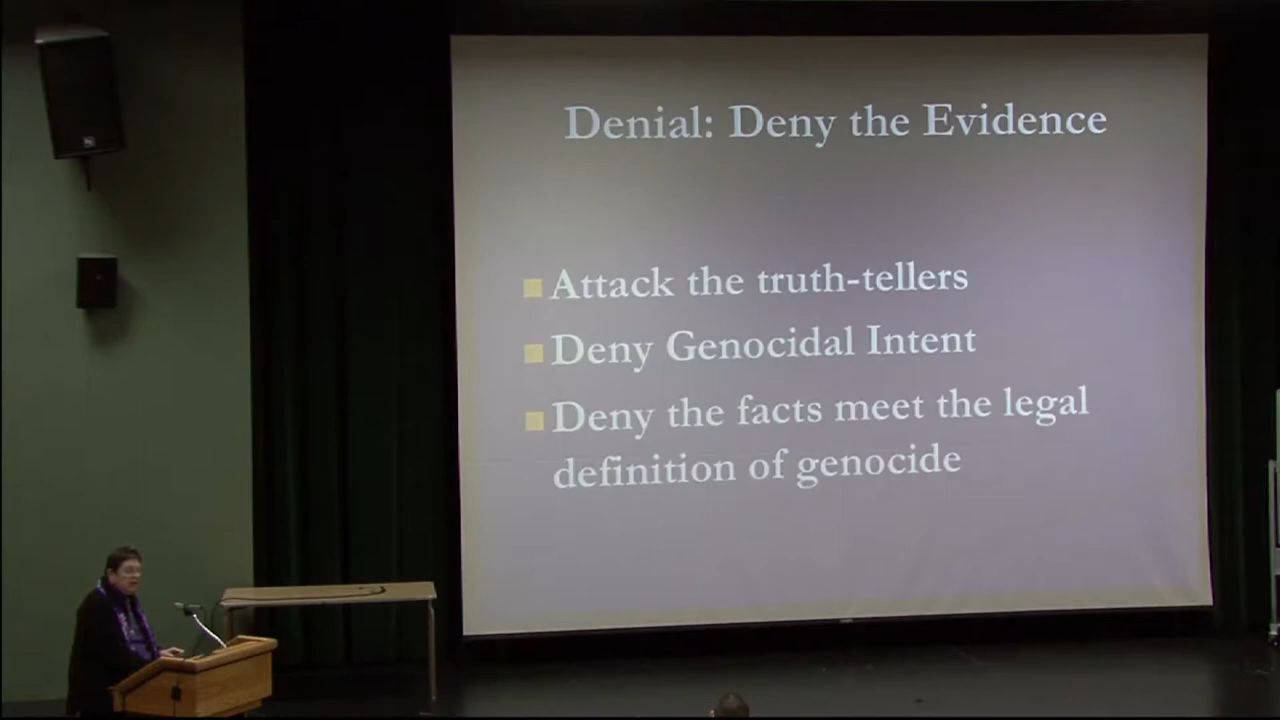 Denial: Deny the Evidence
Attack the truth-tellers
Deny Genocidal Intent
Deny the facts meet the legal
definition of genocide